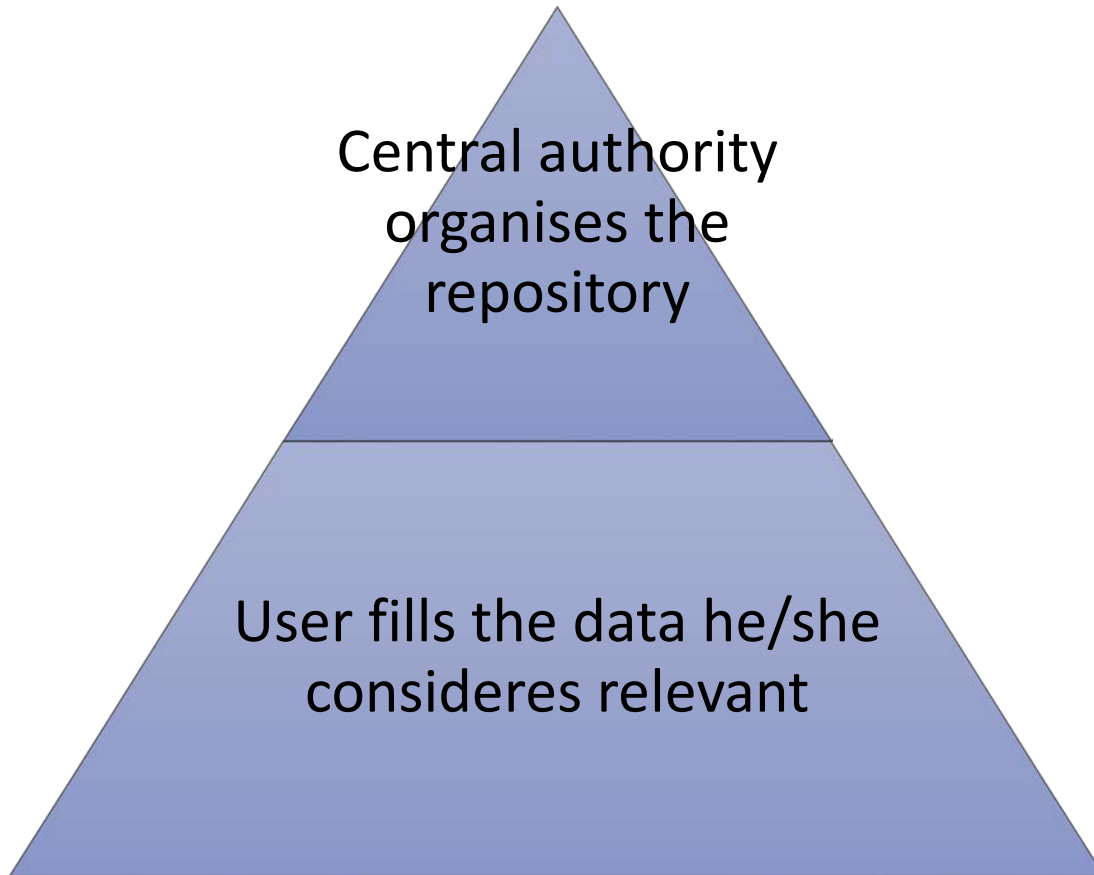 Central authority
organises the
repository
User fills the data he/she
consideres relevant